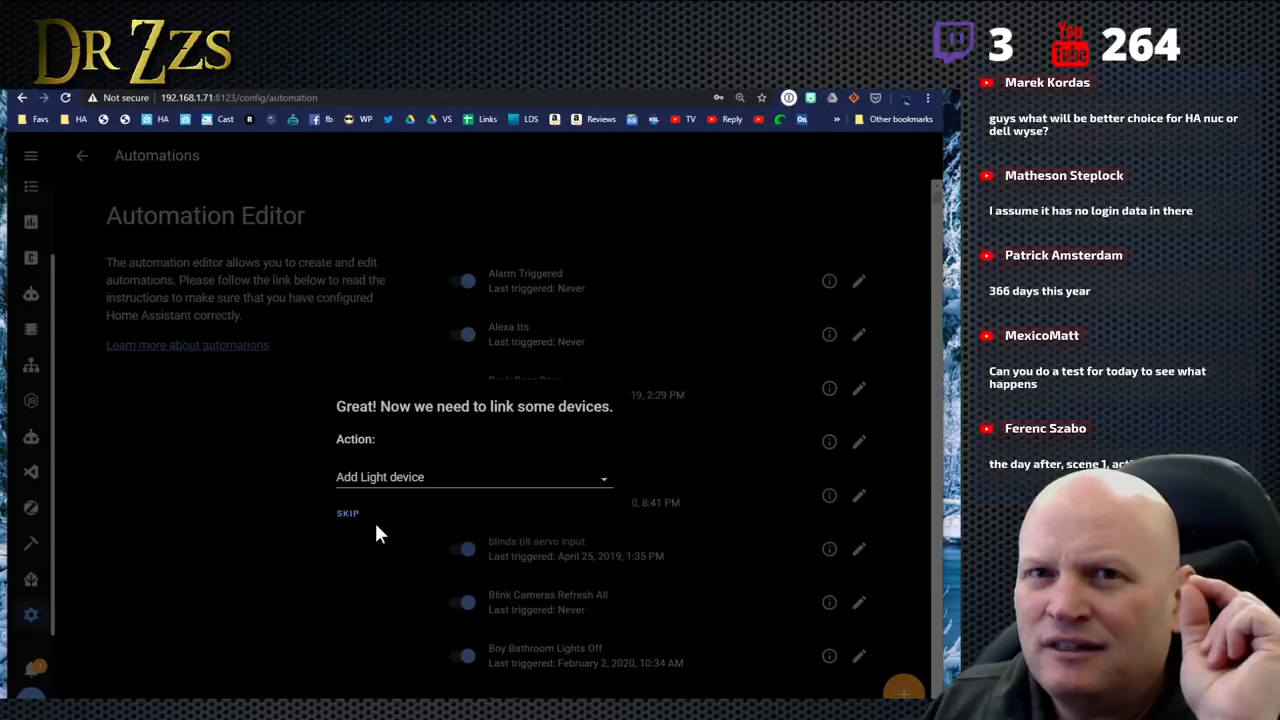 DR ZZS
3
YouTube
264
Not secure
192.168.1.71:8123/config/automation
Favs
HA
HA
Cast
R
fb
WP
VS
Links
LDS
Reviews
TV
Reply
Other bookmarks
Automations
Automation Editor
The automation editor allows you to create and edit
automations. Please follow the link below to read the
instructions to make sure that you have configured
Home Assistant correctly.
Learn more about automations
Alarm Triggered
Last triggered: Never
Alexa tts
Last triggered: Never
19, 2:29 PM
Great! Now we need to link some devices.
Action:
Add Light device
SKIP
0, 8:41 PM
blinds tilt servo input
Last triggered: April 25, 2019, 1:35 PM
Blink Cameras Refresh All
Last triggered: Never
Boy Bathroom Lights Off
Last triggered: February 2, 2020, 10:34 AM
Marek Kordas
guys what will be better choice for HA nuc or
dell wyse?
Matheson Steplock
I assume it has no login data in there
Patrick Amsterdam
366 days this year
MexicoMatt
Can you do a test for today to see what
happens
Ferenc Szabo
the day after, scene 1,